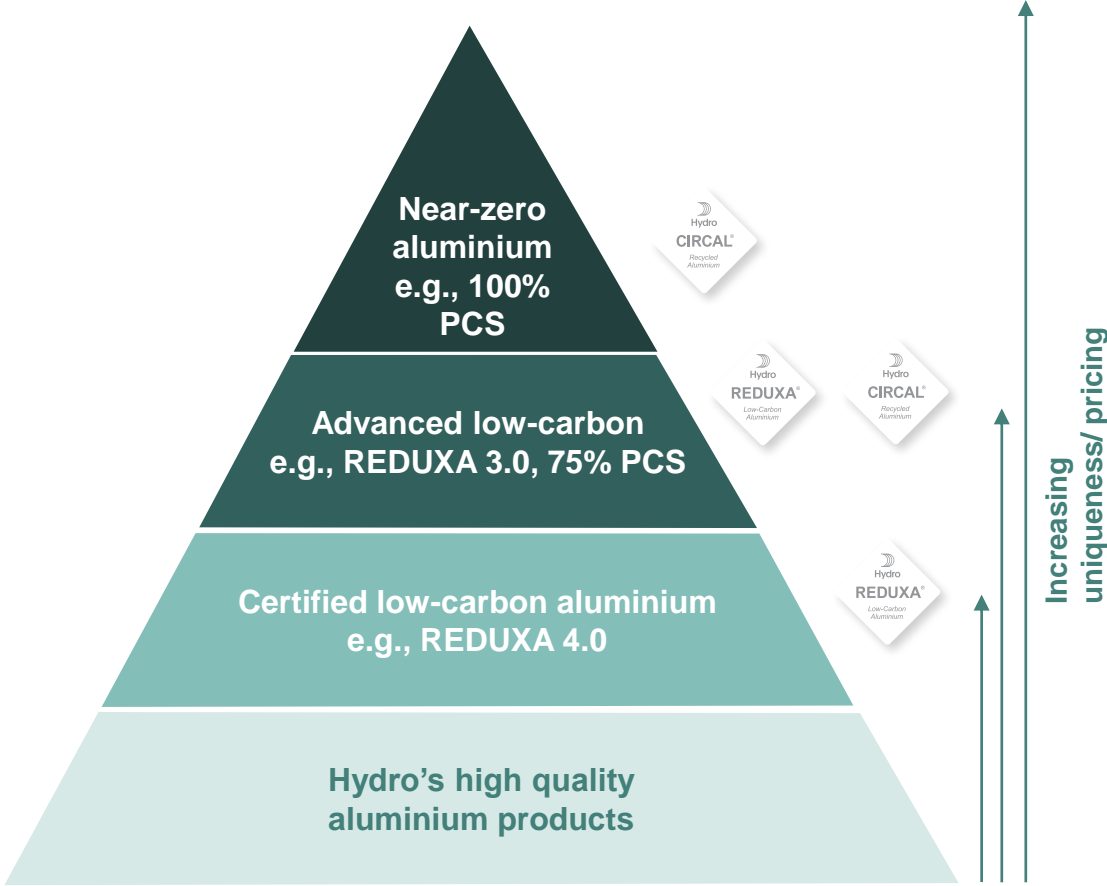 Near-zero
aluminium
e.g., 100%
PCS
Hydro
CIRCAL®
Recycled
Aluminium
Advanced low-carbon
e.g., REDUXA 3.0, 75% PCS
Hydro
REDUXA®
Low-Carbon
Aluminium
Hydro
CIRCAL®
Recycled
Aluminium
Certified low-carbon aluminium
e.g., REDUXA 4.0
Hydro
REDUXA®
Low-Carbon
Aluminium
Hydro’s high quality
aluminium products
Increasing
uniqueness/ pricing